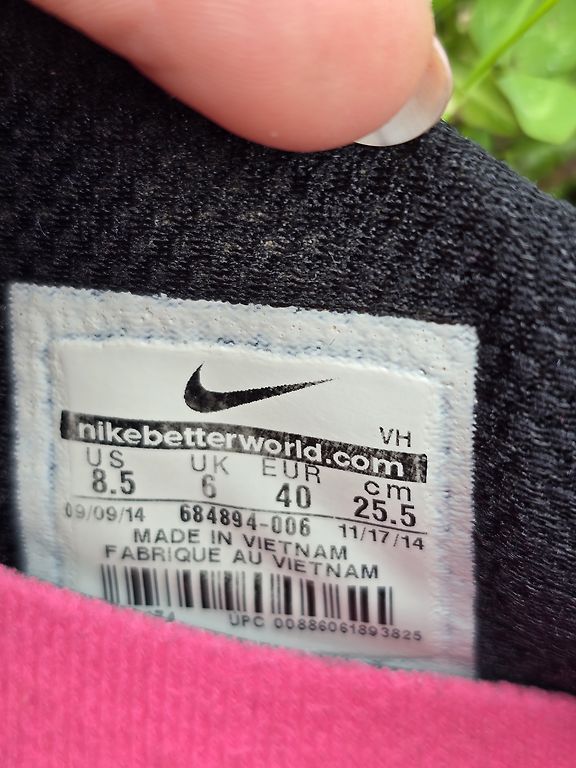 VH
nikebetterworld.com
US UK EUR cm
8.5 6 40 25.5
09/09/14 684894-006 11/17/14
MADE IN VIETNAM
FABRIQUE AU VIETNAM
UPC 00886061893825